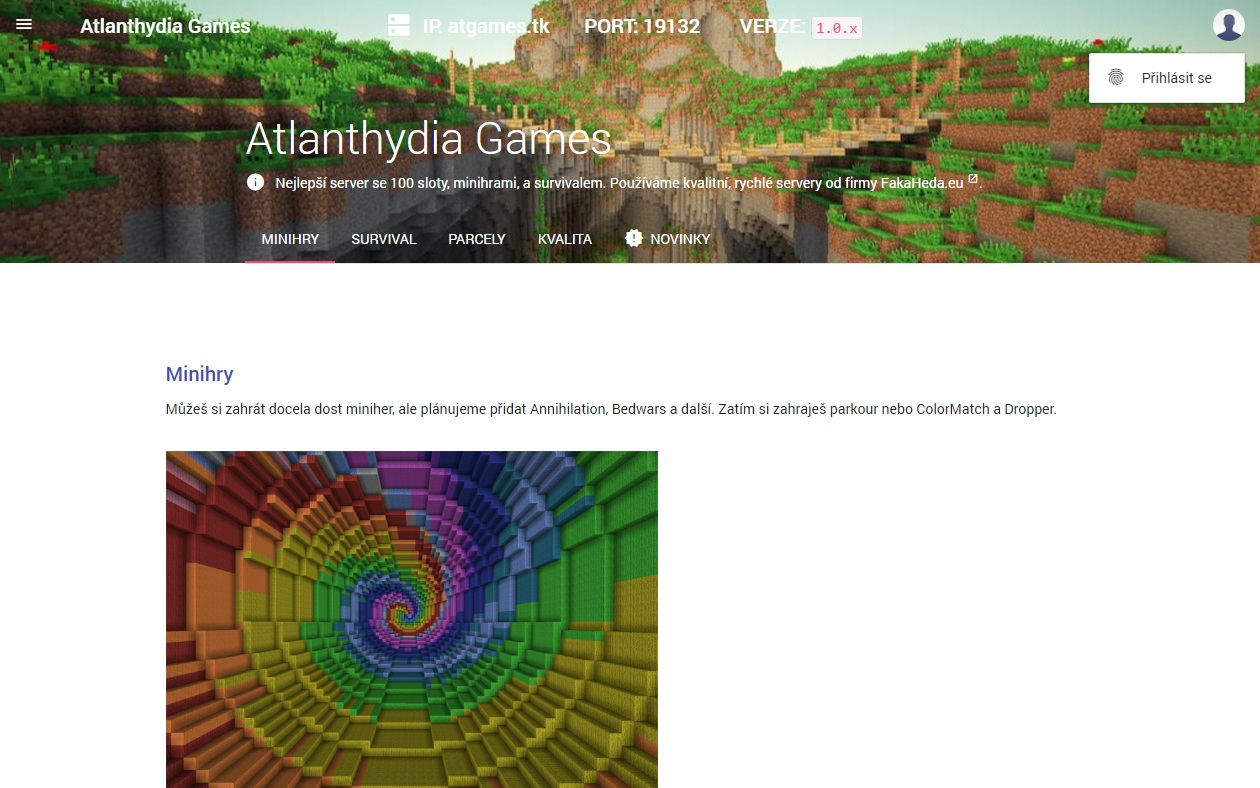 Atlanthydia Games
IP: atgames.tk PORT: 19132 VERZE: 1.0.x
Přihlásit se
Atlanthydia Games
Nejlepší server se 100 sloty, minihrami, a survivalem. Používáme kvalitní, rychlé servery od firmy FakaHeda.eu.
MINIHRY SURVIVAL PARCELY KVALITA NOVINKY
Minihry
Můžeš si zahrát docela dost miniher, ale plánujeme přidat Annihilation, Bedwars a další. Zatím si zahraješ parkour nebo ColorMatch a Dropper.